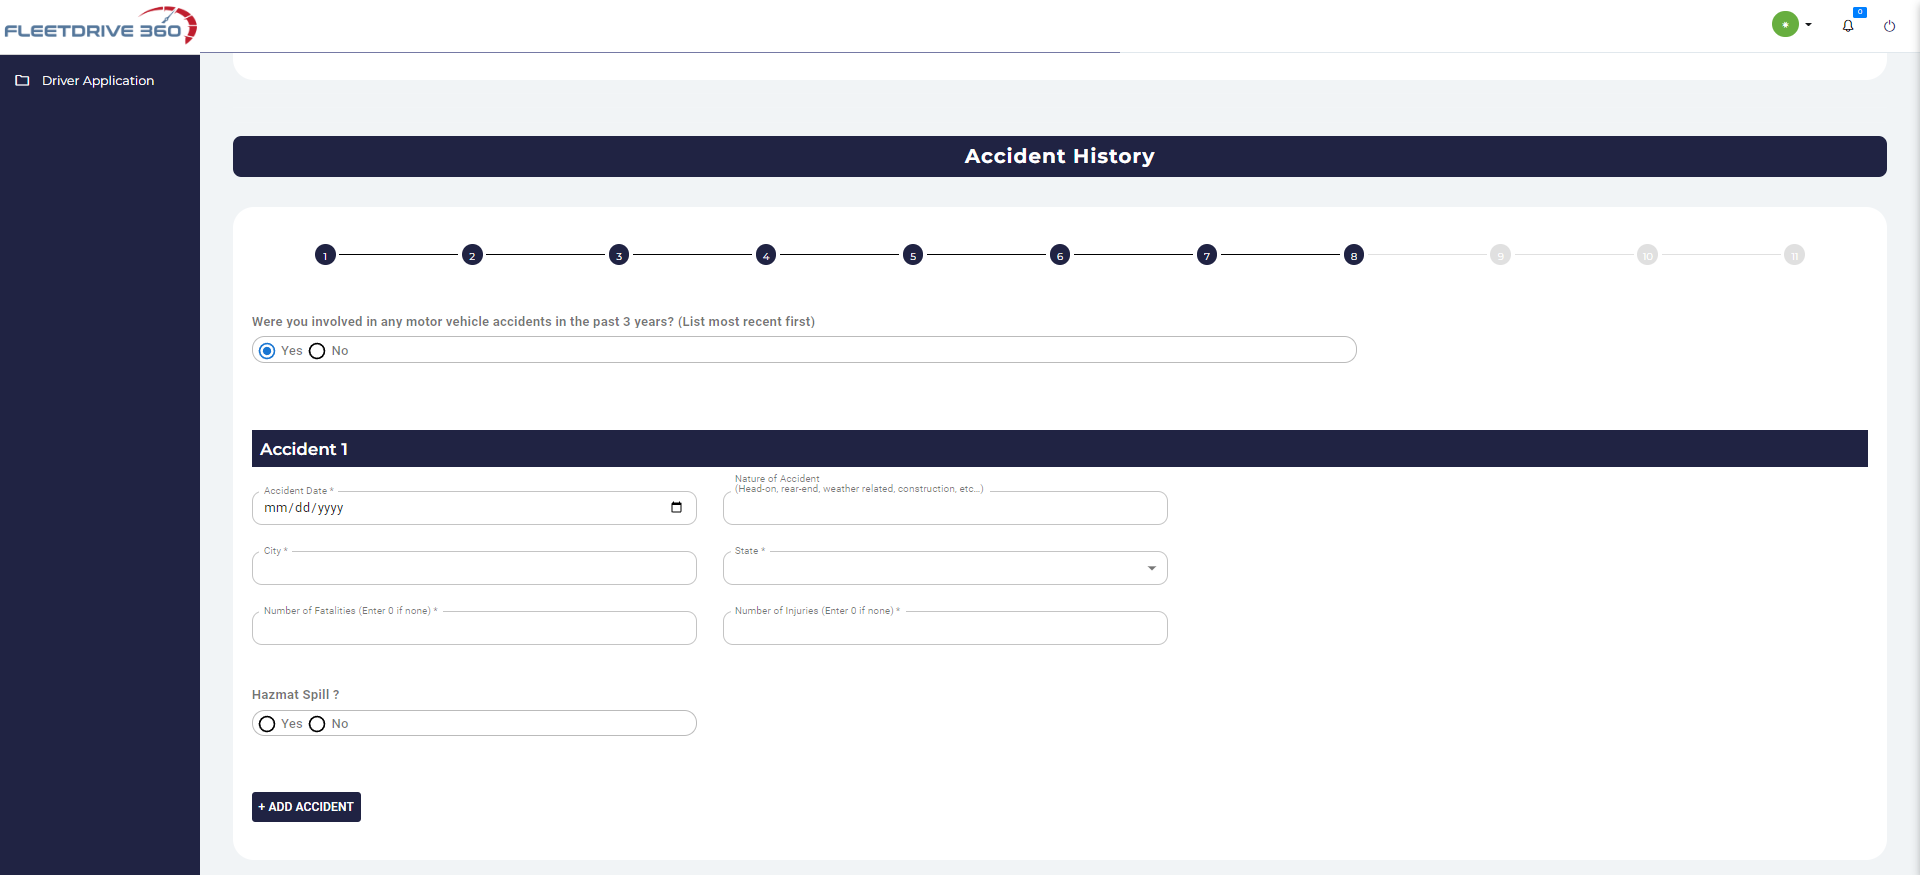 FLEETDRIVE 360
0
Driver Application
Accident History
1 2 3 4 5 6 7 8 9 10 11
Were you involved in any motor vehicle accidents in the past 3 years? (List most recent first)
Yes No
Accident 1
Accident Date *
mm/dd/yyyy
Nature of Accident
(Head-on, rear-end, weather related, construction, etc...)
City *
State *
Number of Fatalities (Enter 0 if none) *
Number of Injuries (Enter 0 if none) *
Hazmat Spill ?
Yes No
+ ADD ACCIDENT